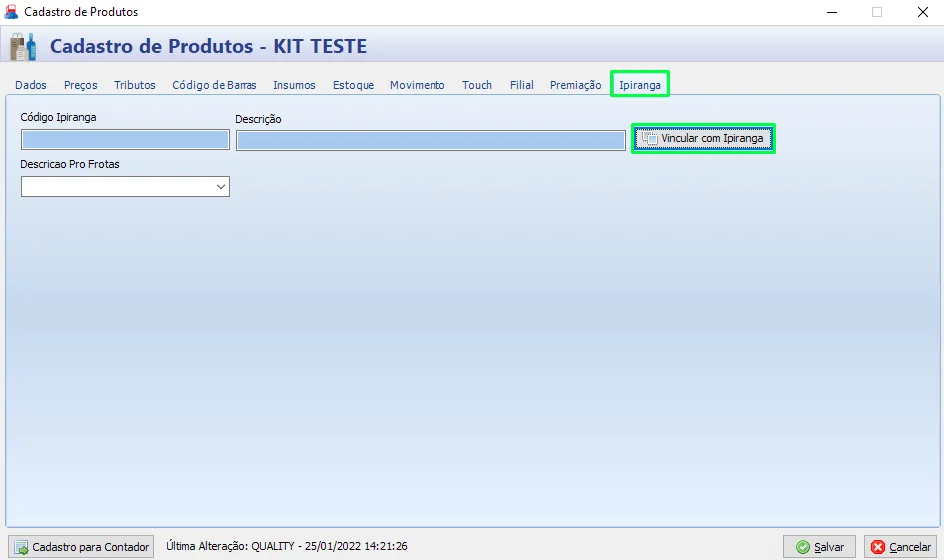 Cadastro de Produtos
Cadastro de Produtos - KIT TESTE
Dados Preços Tributos Código de Barras Insumos Estoque Movimento Touch Filial Premiação Ipiranga
Código Ipiranga Descrição
Vincular com Ipiranga
Descricao Pro Frotas
Cadastro para Contador Última Alteração: QUALITY - 25/01/2022 14:21:26 Salvar Cancelar